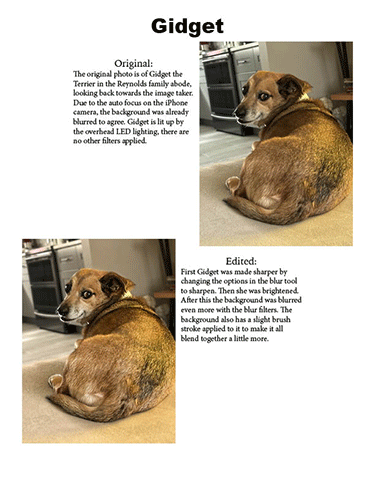 Gidget
Original:
The original photo is of Gidget the
Terrier in the Reynolds family abode,
looking back towards the image taker.
Due to the auto focus on the iPhone
camera, the background was already
blurred to agree. Gidget is lit up by
the overhead LED lighting, there are
no other filters applied.
Edited:
First Gidget was made sharper by
changing the options in the blur tool
to sharpen. Then she was brightened.
After this the background was blurred
even more with the blur filters. The
background also has a slight brush
stroke applied to it to make it all
blend together a little more.